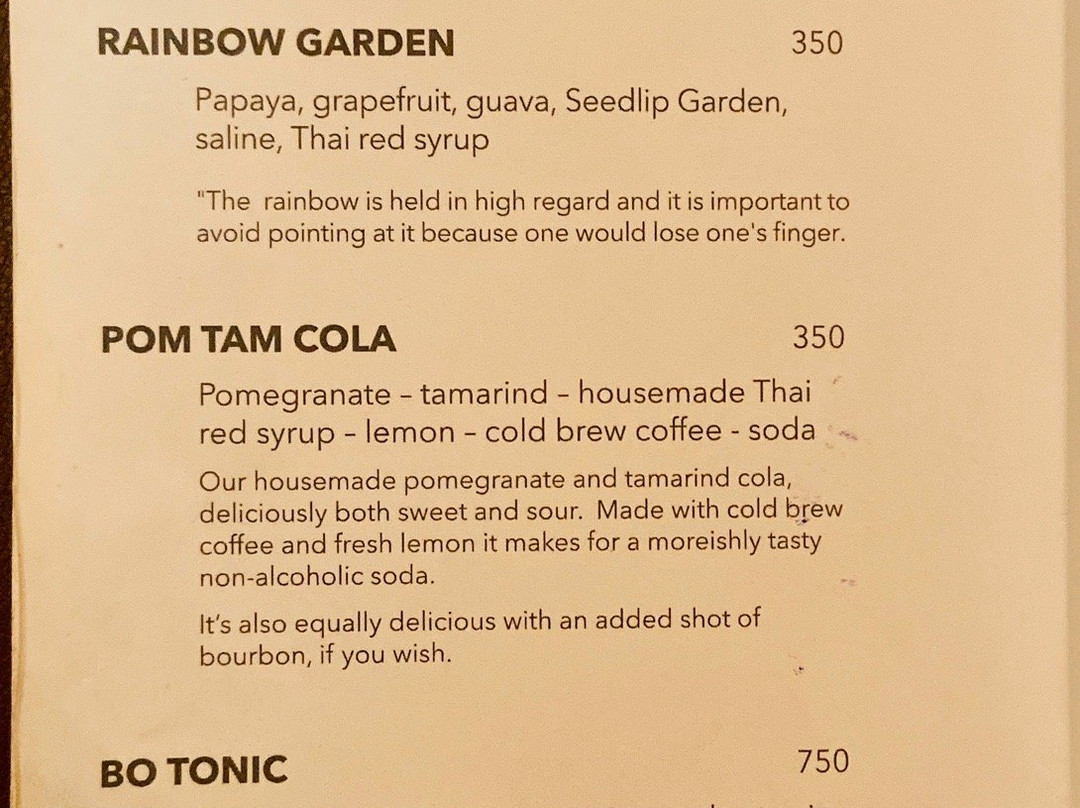 RAINBOW GARDEN 350
Papaya, grapefruit, guava, Seedlip Garden,
saline, Thai red syrup
"The rainbow is held in high regard and it is important to
avoid pointing at it because one would lose one's finger.
POM TAM COLA 350
Pomegranate – tamarind – housemade Thai
red syrup – lemon – cold brew coffee - soda
Our housemade pomegranate and tamarind cola,
deliciously both sweet and sour. Made with cold brew
coffee and fresh lemon it makes for a moreishly tasty
non-alcoholic soda.
It’s also equally delicious with an added shot of
bourbon, if you wish.
BO TONIC 750